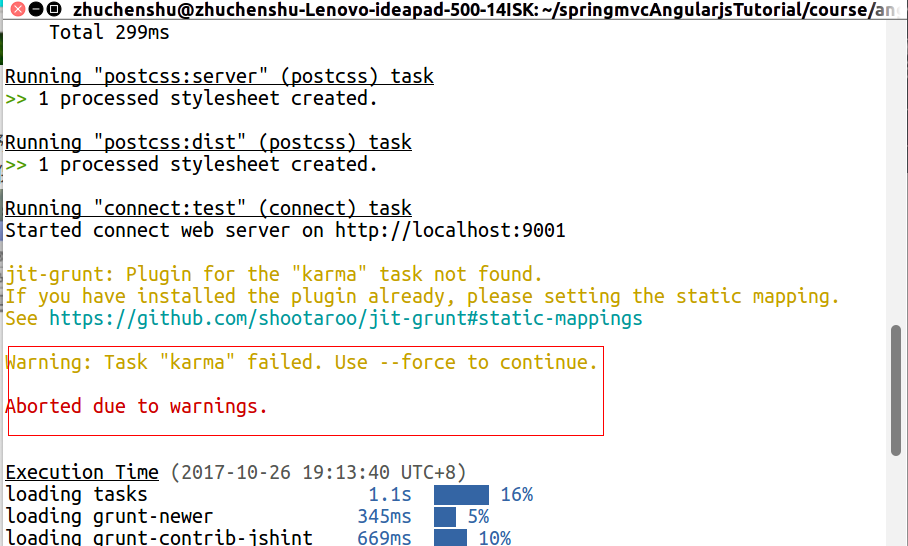 zhuchenshu@zhuchenshu-Lenovo-ideapad-500-14ISK: ~/springmvcAngularjsTutorial/course/an
Total 299ms
Running "postcss:server" (postcss) task
>> 1 processed stylesheet created.
Running "postcss:dist" (postcss) task
>> 1 processed stylesheet created.
Running "connect:test" (connect) task
Started connect web server on http://localhost:9001
jit-grunt: Plugin for the "karma" task not found.
If you have installed the plugin already, please setting the static mapping.
See https://github.com/shootaroo/jit-grunt#static-mappings
Warning: Task "karma" failed. Use --force to continue.
Aborted due to warnings.
Execution Time (2017-10-26 19:13:40 UTC+8)
loading tasks 1.1s 16%
loading grunt-newer 345ms 5%
loading grunt-contrib-jshint 669ms 10%